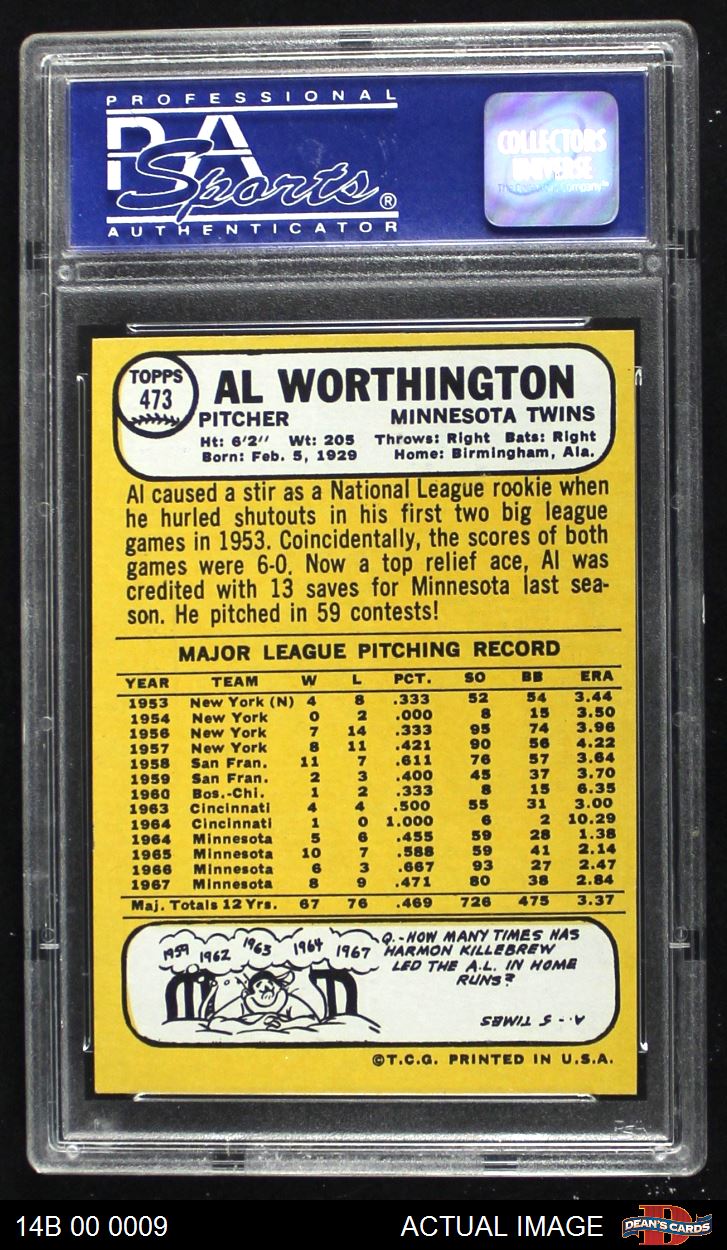 PROFESSIONAL
PSA
Sports®
AUTHENTICATOR
COLLECTORS
UNIVERSE
The Collectibles Company™
TOPPS
473
AL WORTHINGTON
PITCHER MINNESOTA TWINS
Ht: 6'2" Wt: 205 Throws: Right Bats: Right
Born: Feb. 5, 1929 Home: Birmingham, Ala.
Al caused a stir as a National League rookie when
he hurled shutouts in his first two big league
games in 1953. Coincidentally, the scores of both
games were 6-0. Now a top relief ace, Al was
credited with 13 saves for Minnesota last sea-
son. He pitched in 59 contests!
MAJOR LEAGUE PITCHING RECORD
YEAR TEAM W L PCT. SO BB ERA
1953 New York (N) 4 8 .333 52 54 3.44
1954 New York 0 2 .000 8 15 3.50
1956 New York 7 14 .333 95 74 3.96
1957 New York 8 11 .421 90 56 4.22
1958 San Fran. 11 7 .611 76 57 3.64
1959 San Fran. 2 3 .400 45 37 3.70
1960 Bos.-Chi. 1 2 .333 8 15 6.35
1963 Cincinnati 4 4 .500 55 31 3.00
1964 Cincinnati 1 0 1.000 6 2 10.29
1964 Minnesota 5 6 .455 59 28 1.38
1965 Minnesota 10 7 .588 59 41 2.14
1966 Minnesota 6 3 .667 93 27 2.47
1967 Minnesota 8 9 .471 80 38 2.84
Maj. Totals 12 Yrs. 67 76 .469 726 475 3.37
1959 1962 1963 1964 1967
Q.-HOW MANY TIMES HAS
HARMON KILLEBREW
LED THE A.L. IN HOME
RUNS?
A.-5 TIMES
©T.C.G. PRINTED IN U.S.A.
PSA
14B 00 0009 ACTUAL IMAGE
DEAN'S CARDS